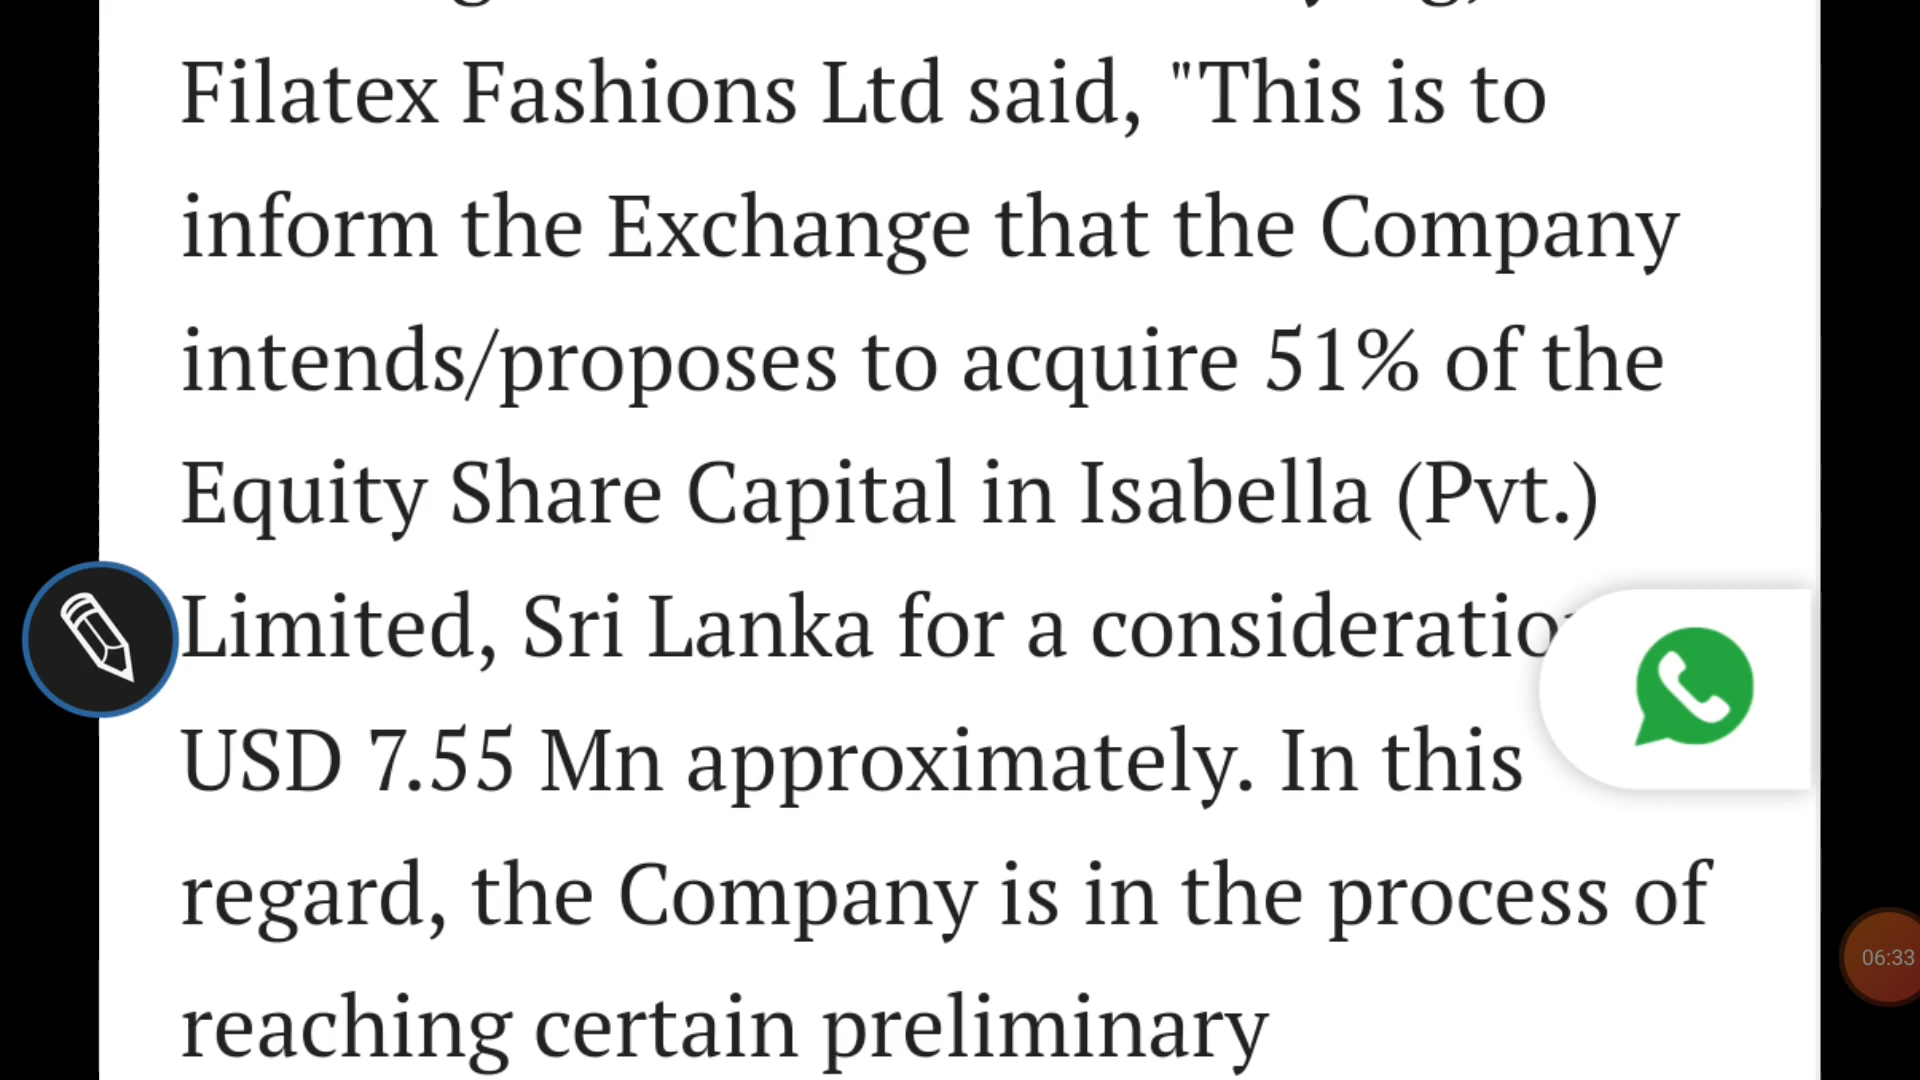 Filatex Fashions Ltd said, "This is to
inform the Exchange that the Company
intends/proposes to acquire 51% of the
Equity Share Capital in Isabella (Pvt.)
Limited, Sri Lanka for a
USD 7.55 Mn approximately. In this
regard, the Company is in the process of
reaching certain preliminary
06:33